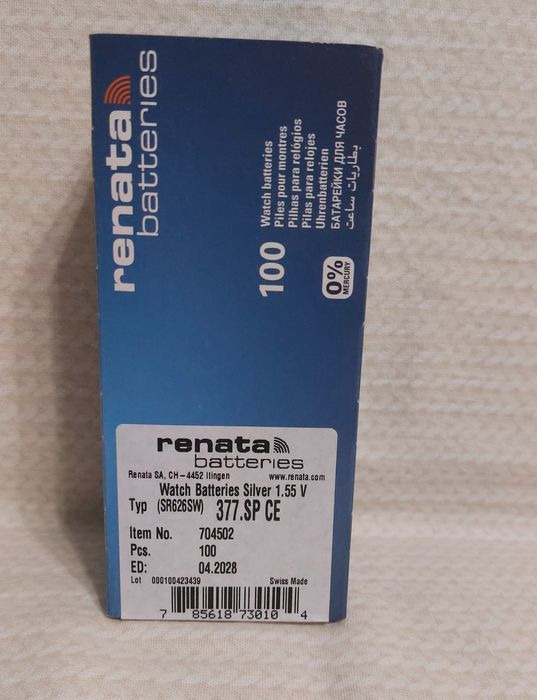 renata
batteries
100
Watch batteries
Piles pour montres
Pilhas para relógios
Pilas para relojes
Uhrenbatterien
БАТАРЕЙКИ ДЛЯ ЧАСОВ
بطاريات ساعت
0%
MERCURY
renata
batteries
Renata SA, CH-4452 Itingen www.renata.com
Watch Batteries Silver 1.55 V
Typ (SR626SW) 377.SP CE
Item No. 704502
Pcs. 100
ED: 04.2028
Lot 000100423439 Swiss Made
7 85618 73010 4